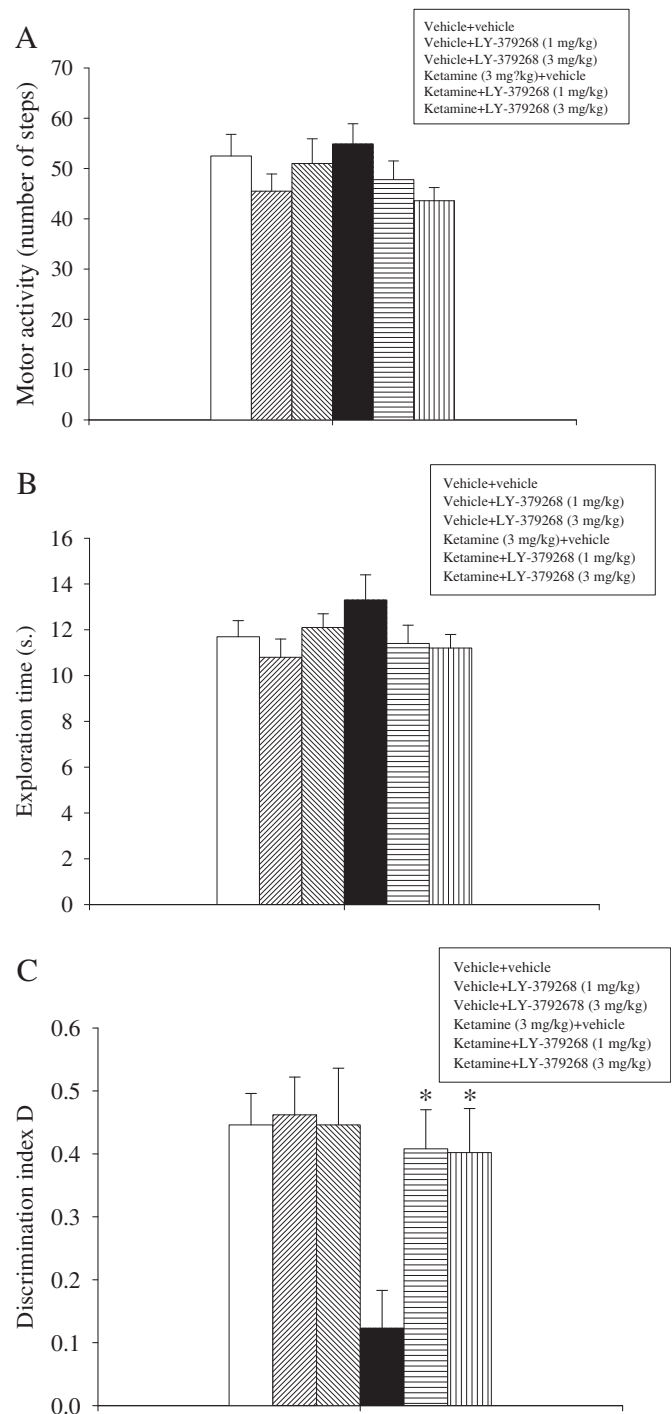 A
Vehicle+vehicle
Vehicle+LY-379268 (1 mg/kg)
Vehicle+LY-379268 (3 mg/kg)
Ketamine (3 mg?kg)+vehicle
Ketamine+LY-379268 (1 mg/kg)
Ketamine+LY-379268 (3 mg/kg)
Motor activity (number of steps)
70
60
50
40
30
20
10
0
B
Vehicle+vehicle
Vehicle+LY-379268 (1 mg/kg)
Vehicle+LY-379268 (3 mg/kg)
Ketamine (3 mg/kg)+vehicle
Ketamine+LY-379268 (1 mg/kg)
Ketamine+LY-379268 (3 mg/kg)
Exploration time (s.)
16
14
12
10
8
6
4
2
0
C
Vehicle+vehicle
Vehicle+LY-379268 (1 mg/kg)
Vehicle+LY-3792678 (3 mg/kg)
Ketamine (3 mg/kg)+vehicle
Ketamine+LY-379268 (1 mg/kg)
Ketamine+LY-379268 (3 mg/kg)
Discrimination index D
0.6
0.5
0.4
0.3
0.2
0.1
0.0
* *